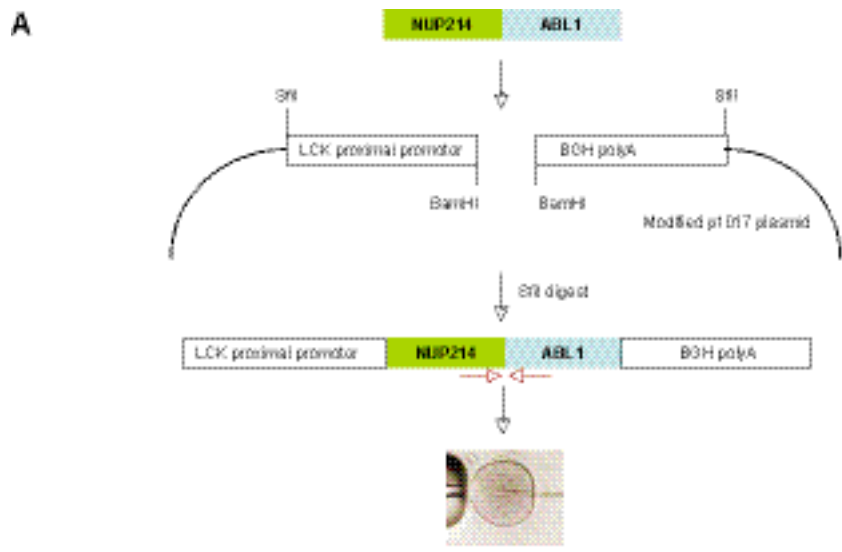 A
NUP214 ABL1
SfiI SfiI
LCK proximal promotor BGH polyA
BamHI BamHI
Modified p1017 plasmid
SfiI digest
LCK proximal promotor NUP214 ABL1 BGH polyA